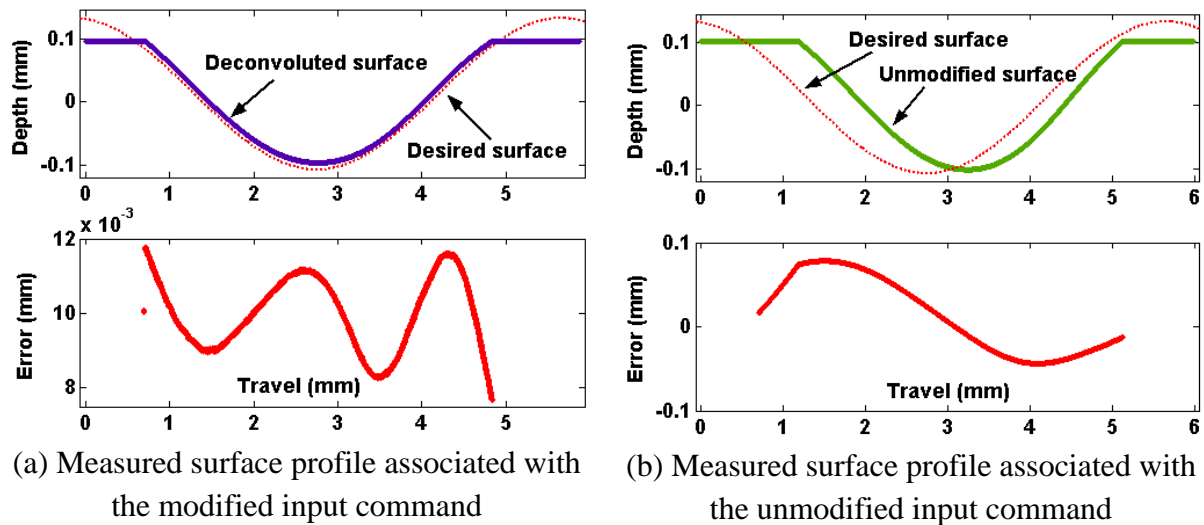 0.1
0
-0.1
Depth (mm)
Deconvoluted surface
Desired surface
0 1 2 3 4 5
x 10⁻³
12
10
8
Error (mm)
Travel (mm)
0 1 2 3 4 5
(a) Measured surface profile associated with
the modified input command
0.1
0
-0.1
Depth (mm)
Desired surface
Unmodified surface
0 1 2 3 4 5 6
0.1
0
-0.1
Error (mm)
Travel (mm)
0 1 2 3 4 5 6
(b) Measured surface profile associated with
the unmodified input command